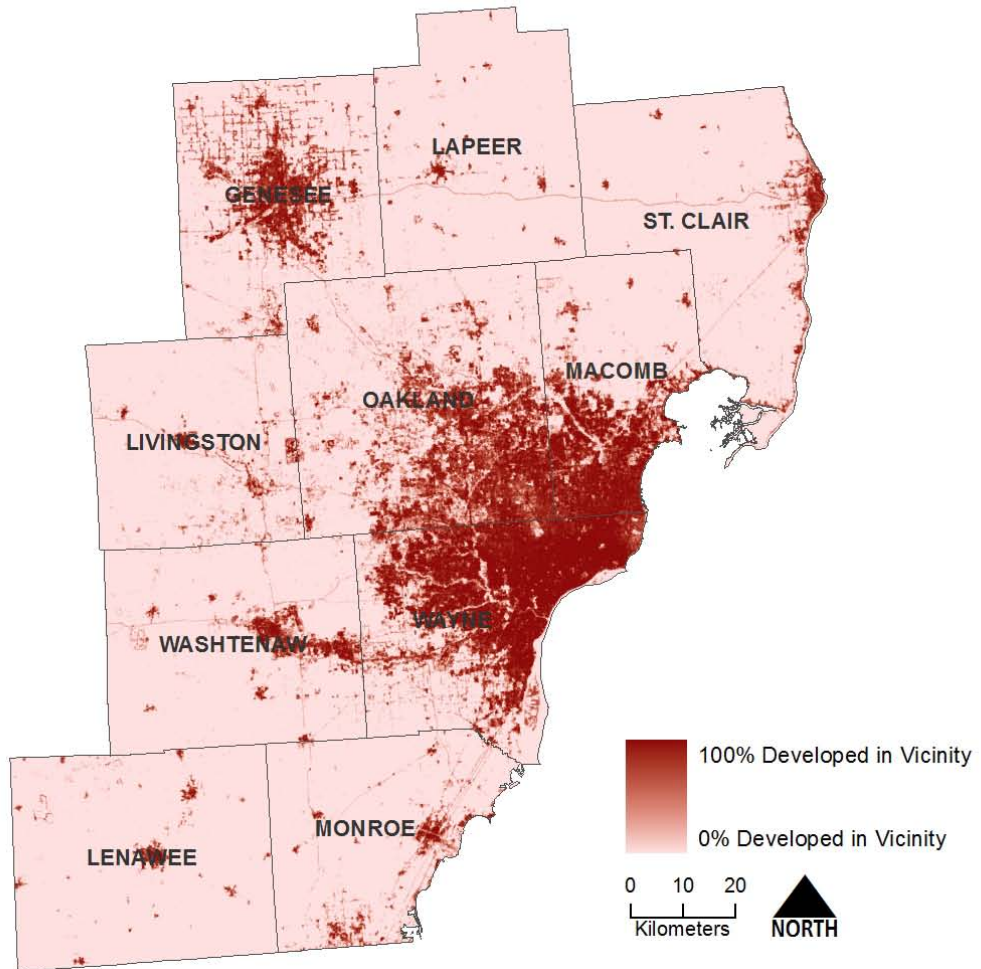 LAPEER
GENESEE
ST. CLAIR
MACOMB
OAKLAND
LIVINGSTON
WAYNE
WASHTENAW
MONROE
LENAWEE
100% Developed in Vicinity
0% Developed in Vicinity
0 10 20
Kilometers
NORTH